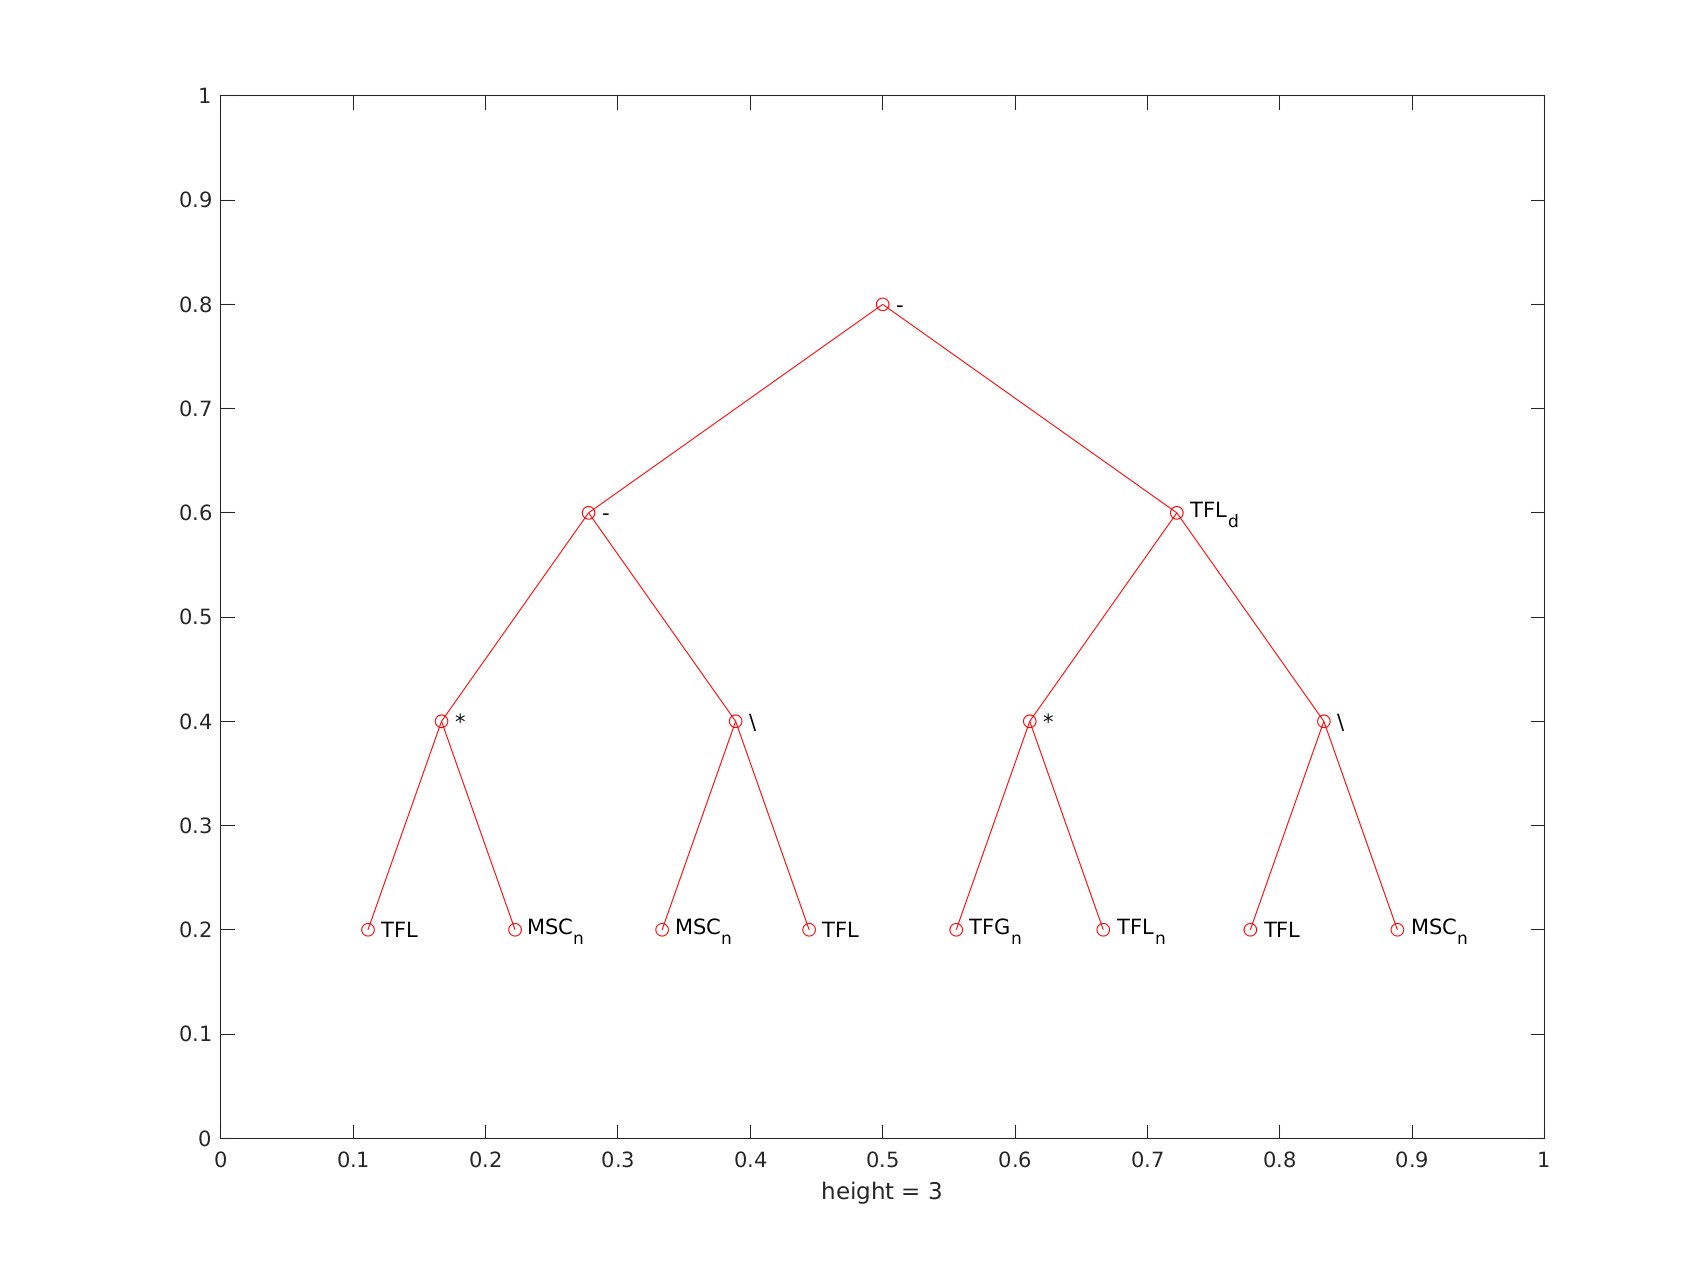 1
0.9
0.8 -
0.7
0.6 - TFL_d
0.5
0.4 * \ * \
0.3
0.2 TFL MSC_n MSC_n TFL TFG_n TFL_n TFL MSC_n
0.1
0
0 0.1 0.2 0.3 0.4 0.5 0.6 0.7 0.8 0.9 1
height = 3